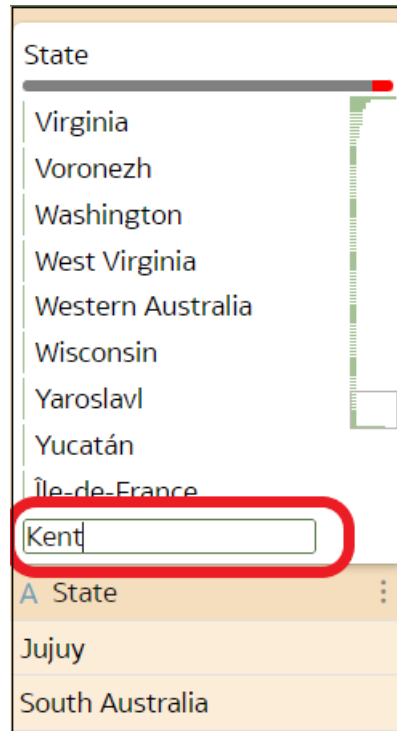 State
Virginia
Voronezh
Washington
West Virginia
Western Australia
Wisconsin
Yaroslavl
Yucatán
Île-de-France
Kent
A State
Jujuy
South Australia